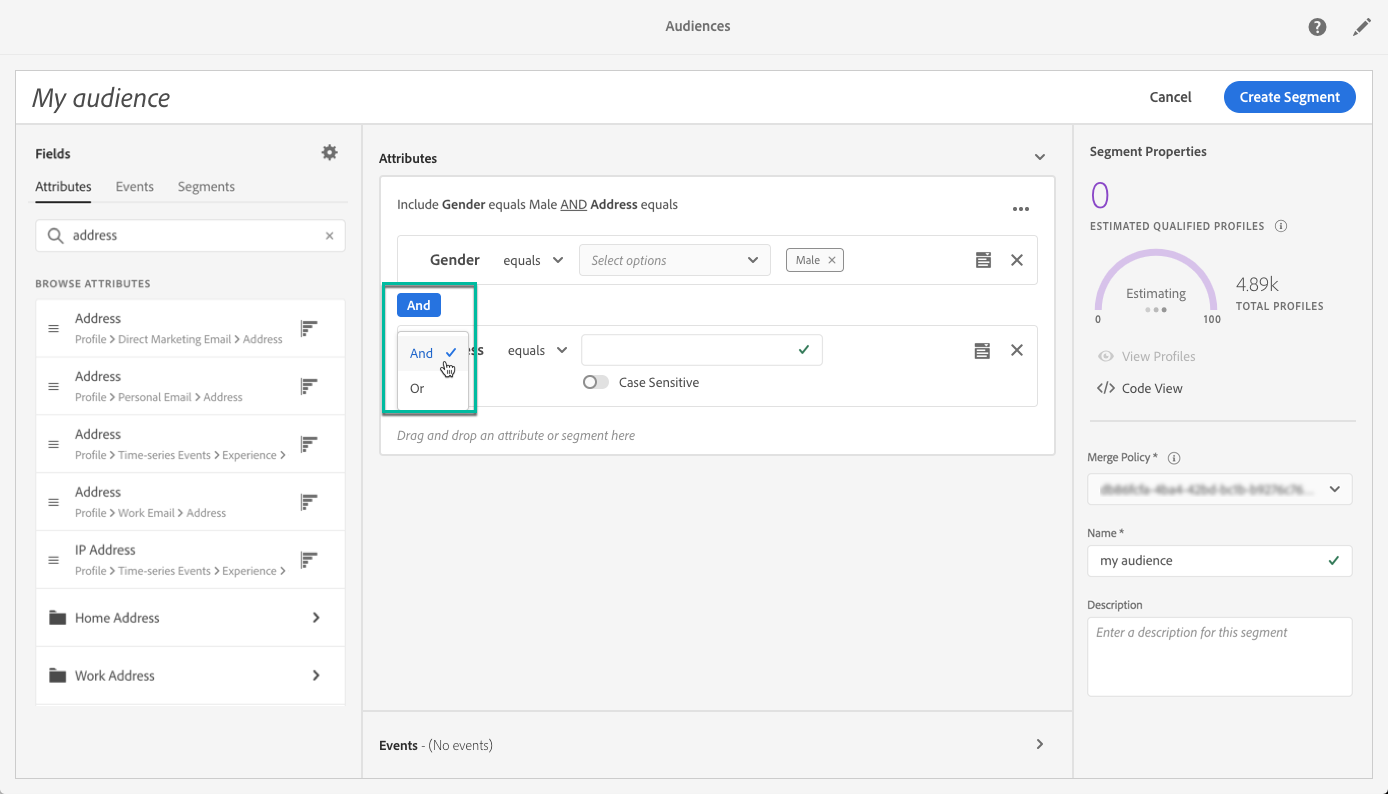 Audiences
My audience
Cancel
Create Segment
Fields
Attributes
Events
Segments
address
BROWSE ATTRIBUTES
Address
Profile > Direct Marketing Email > Address
Address
Profile > Personal Email > Address
Address
Profile > Time-series Events > Experience >
Address
Profile > Work Email > Address
IP Address
Profile > Time-series Events > Experience >
Home Address
Work Address
Attributes
Include Gender equals Male AND Address equals
Gender
equals
Select options
Male
And
And
Or
equals
Case Sensitive
Drag and drop an attribute or segment here
Events - (No events)
Segment Properties
0
ESTIMATED QUALIFIED PROFILES
Estimating
0
100
4.89k
TOTAL PROFILES
View Profiles
</> Code View
Merge Policy *
Name *
my audience
Description
Enter a description for this segment